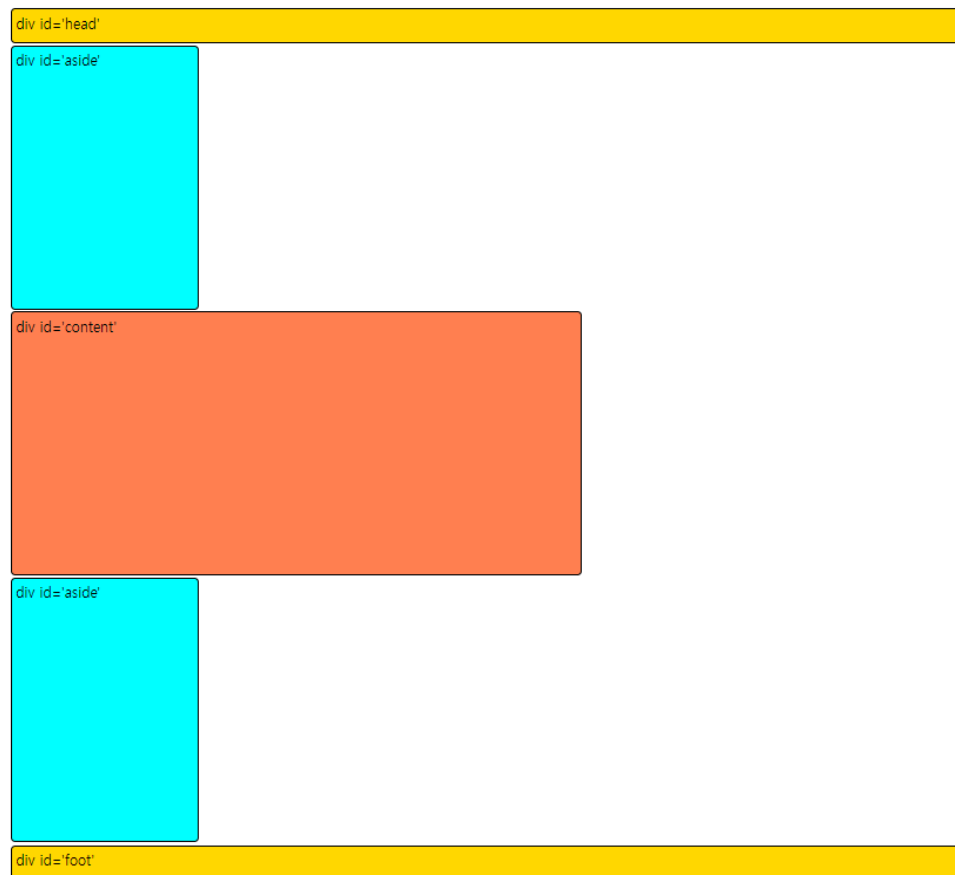 div id='head'
div id='aside'
div id='content'
div id='aside'
div id='foot'